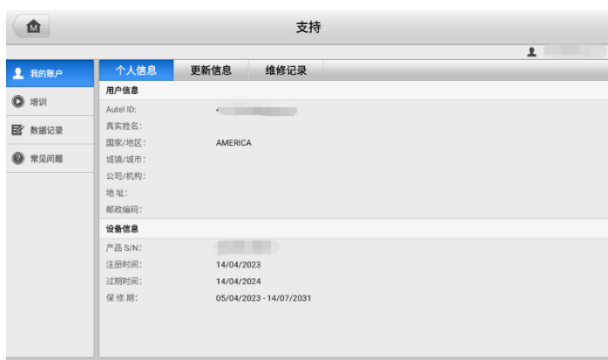 支持
我的账户
培训
数据记录
常见问题
个人信息 更新信息 维修记录
用户信息
Autel ID:
真实姓名:
国家/地区: AMERICA
城镇/城市:
公司/机构:
地 址:
邮政编码:
设备信息
产品 S/N:
注册时间: 14/04/2023
过期时间: 14/04/2024
保 修 期: 05/04/2023 - 14/07/2031